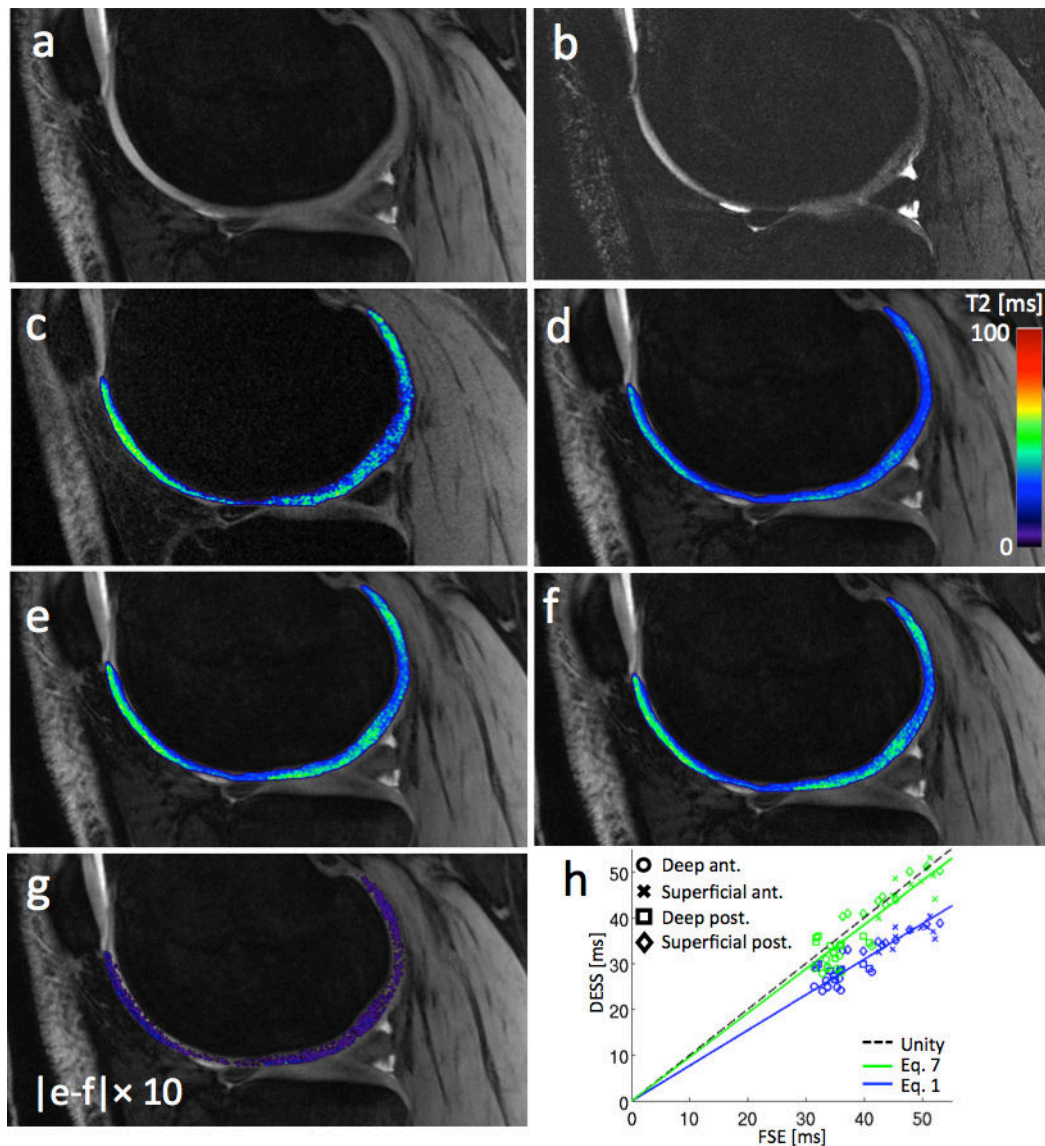 a
b
c
d
T2 [ms]
100
0
e
f
g
|e-f| × 10
h
Deep ant.
Superficial ant.
Deep post.
Superficial post.
Unity
Eq. 7
Eq. 1
DESS [ms]
50
40
30
20
10
0
0 10 20 30 40 50
FSE [ms]